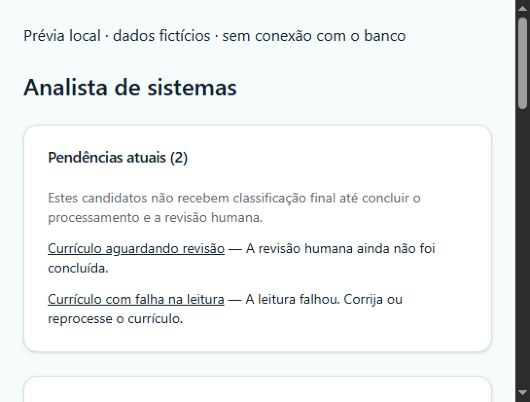 Prévia local · dados fictícios · sem conexão com o banco
Analista de sistemas
Pendências atuais (2)
Estes candidatos não recebem classificação final até concluir o
processamento e a revisão humana.
Currículo aguardando revisão — A revisão humana ainda não foi
concluída.
Currículo com falha na leitura — A leitura falhou. Corrija ou
reprocesse o currículo.